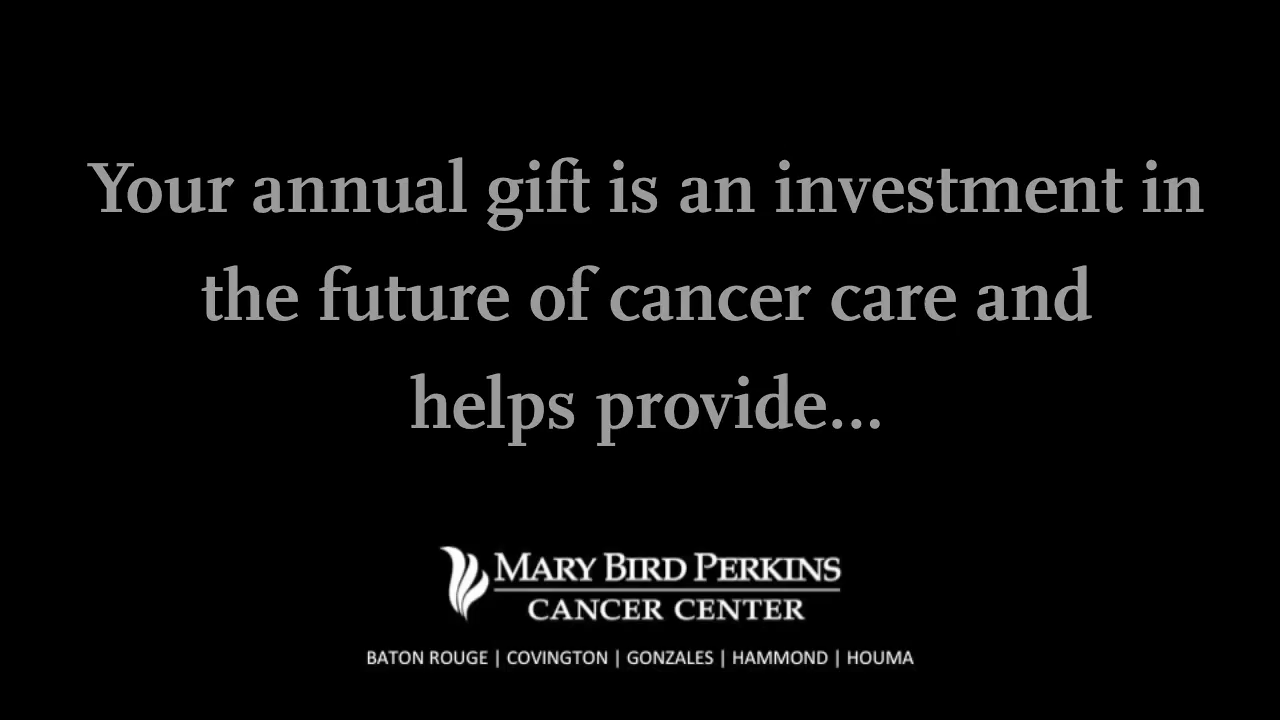 Your annual gift is an investment in
the future of cancer care and
helps provide...
MARY BIRD PERKINS
CANCER CENTER
BATON ROUGE | COVINGTON | GONZALES | HAMMOND | HOUMA